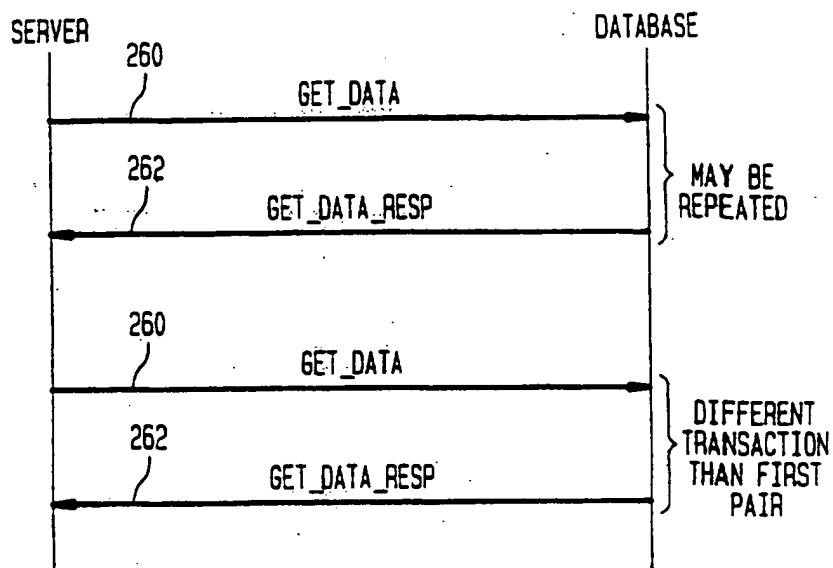 SERVER
DATABASE
260
GET_DATA
262
GET_DATA_RESP
MAY BE
REPEATED
260
GET_DATA
262
GET_DATA_RESP
DIFFERENT
TRANSACTION
THAN FIRST
PAIR